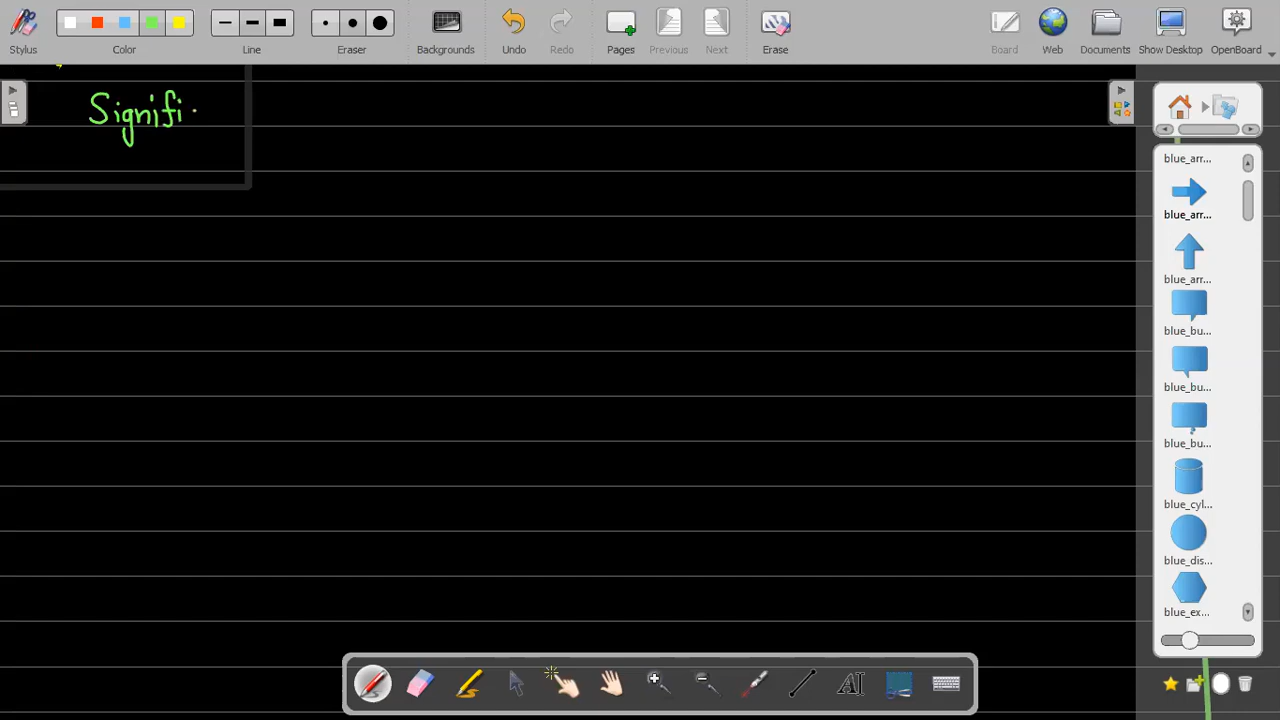 Stylus
Color
Line
Eraser
Backgrounds
Undo
Redo
Pages
Previous
Next
Erase
Board
Web
Documents
Show Desktop
OpenBoard
Signifi
blue_arr...
blue_arr...
blue_arr...
blue_bu...
blue_bu...
blue_bu...
blue_cyl...
blue_dis...
blue_ex...
AI